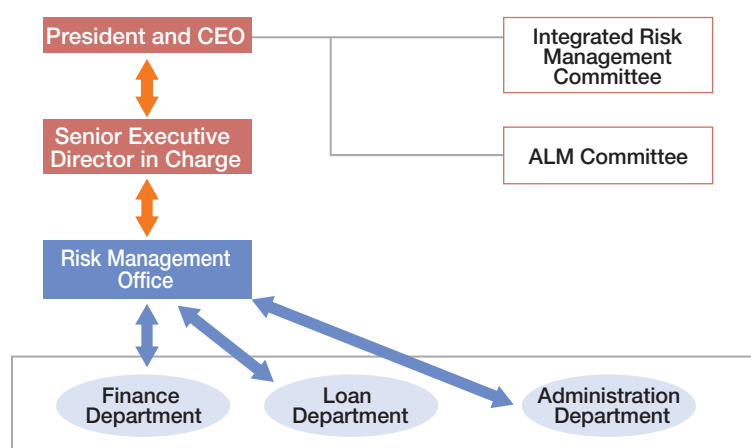 President and CEO
Integrated Risk
Management
Committee
Senior Executive
Director in Charge
ALM Committee
Risk Management
Office
Finance
Department
Loan
Department
Administration
Department